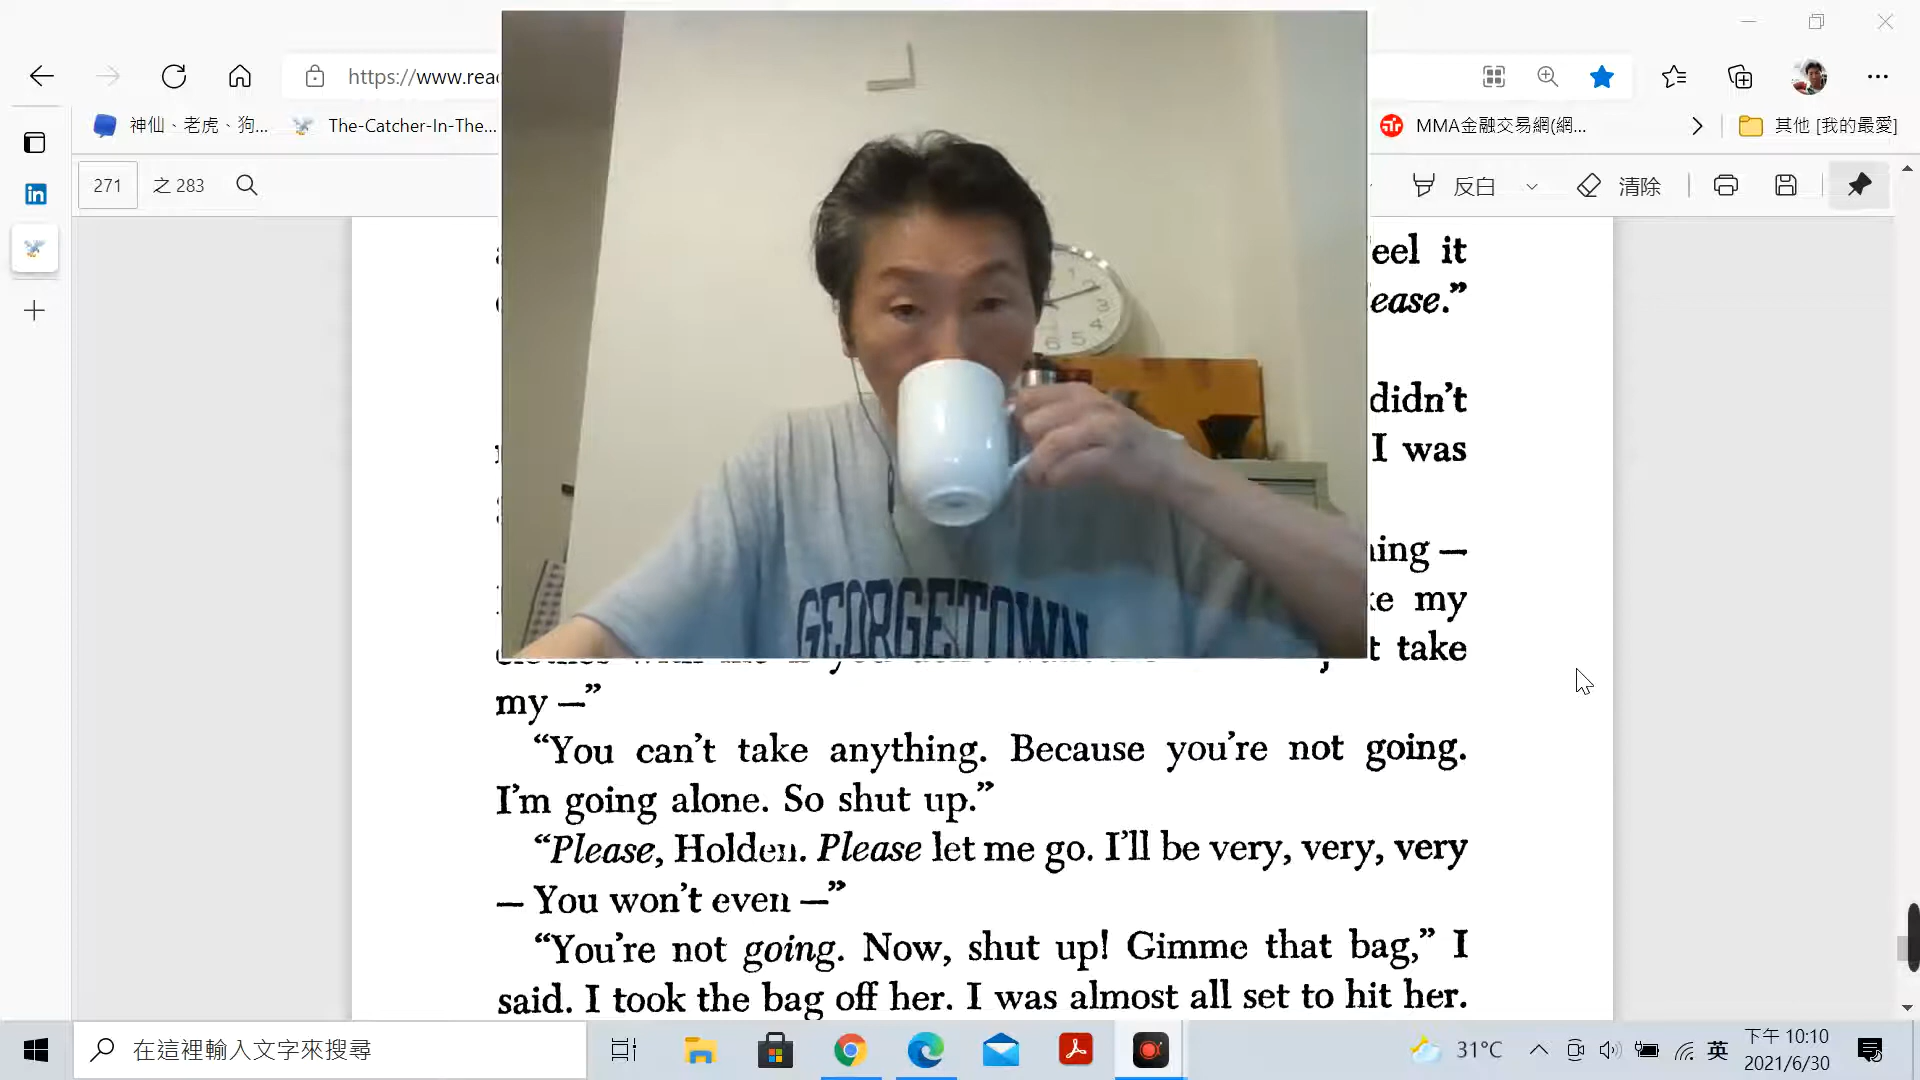 https://www.rea
神仙、老虎、狗...
The-Catcher-In-The...
MMA金融交易網(網...
其他 [我的最愛]
271 之 283
反白
清除
eel it
ease.”
didn’t
I was
ing —
my
t take
my —”
“You can’t take anything. Because you’re not going.
I’m going alone. So shut up.”
“Please, Holden. Please let me go. I’ll be very, very, very
— You won’t even —”
“You’re not going. Now, shut up! Gimme that bag,” I
said. I took the bag off her. I was almost all set to hit her.
1
2
3
4
5
6
GEORGETOWN
在這裡輸入文字來搜尋
31°C
英
下午 10:10
2021/6/30